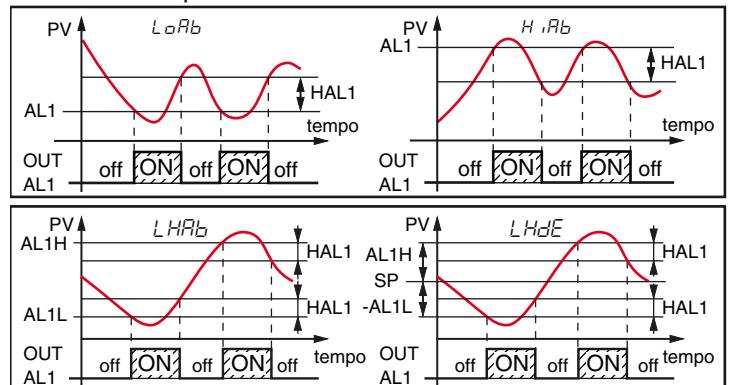 PV LoAb
HAL1
AL1
tempo
OUT
AL1
off ON off ON off
PV HiAb
AL1
HAL1
tempo
OUT
AL1
off ON off ON off
PV LHAb
AL1H
HAL1
HAL1
AL1L
tempo
OUT
AL1
off ON off ON off
PV LHdE
AL1H
HAL1
SP
-AL1L
HAL1
tempo
OUT
AL1
off ON off ON off